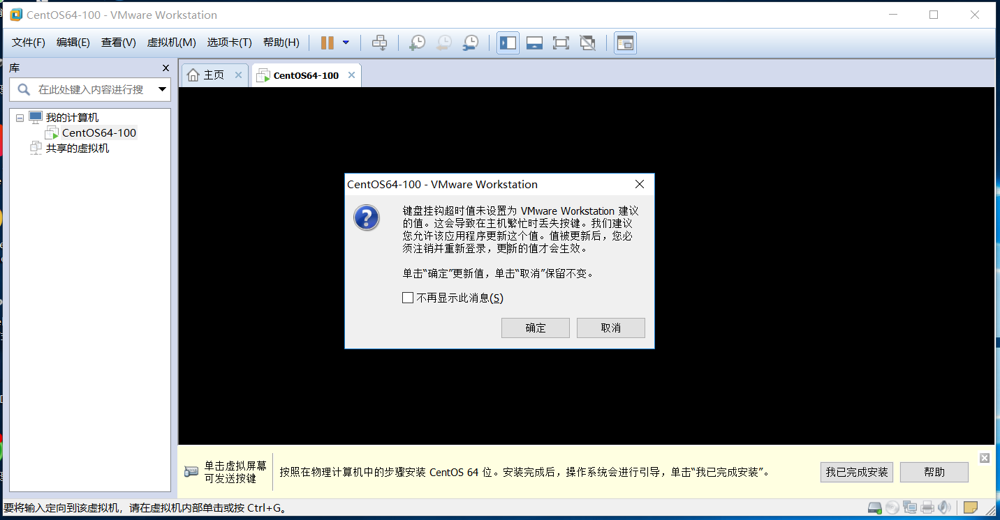 CentOS64-100 - VMware Workstation
文件(F) 编辑(E) 查看(V) 虚拟机(M) 选项卡(T) 帮助(H)
库
在此处键入内容进行搜
我的计算机
CentOS64-100
共享的虚拟机
主页
CentOS64-100
CentOS64-100 - VMware Workstation
键盘挂钩超时值未设置为 VMware Workstation 建议
的值。这会导致在主机繁忙时丢失按键。我们建议
您允许该应用程序更新这个值。值被更新后，您必
须注销并重新登录，更新的值才会生效。
单击“确定”更新值，单击“取消”保留不变。
不再显示此消息(S)
确定 取消
单击虚拟屏幕
可发送按键
按照在物理计算机中的步骤安装 CentOS 64 位。安装完成后，操作系统会进行引导，单击“我已完成安装”。
我已完成安装 帮助
要将输入定向到该虚拟机，请在虚拟机内部单击或按 Ctrl+G。